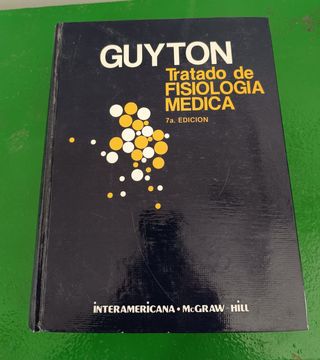 GUYTON
Tratado de
FISIOLOGIA
MEDICA
7a. EDICION
INTERAMERICANA • McGRAW-HILL